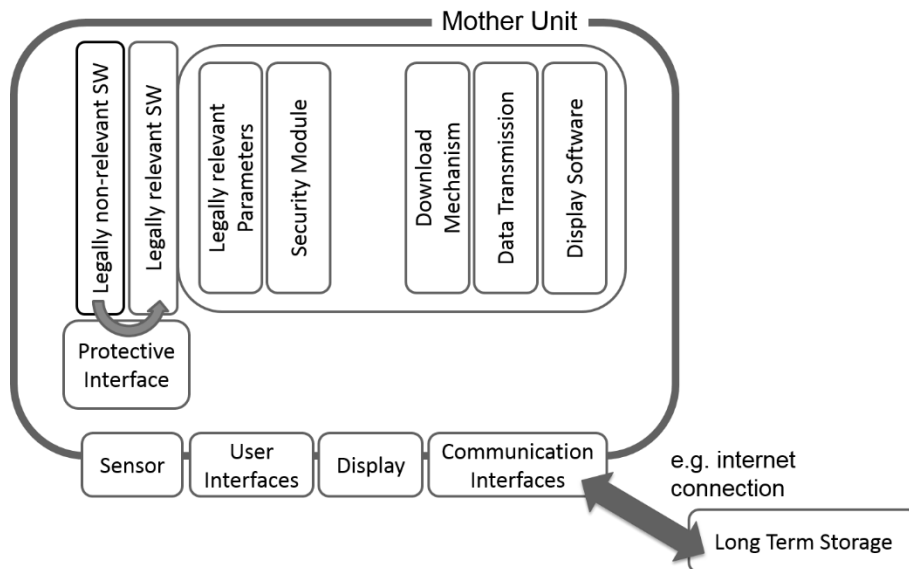 Mother Unit
Legally non-relevant SW
Legally relevant SW
Legally relevant
Parameters
Security Module
Download
Mechanism
Data Transmission
Display Software
Protective
Interface
Sensor
User
Interfaces
Display
Communication
Interfaces
e.g. internet
connection
Long Term Storage